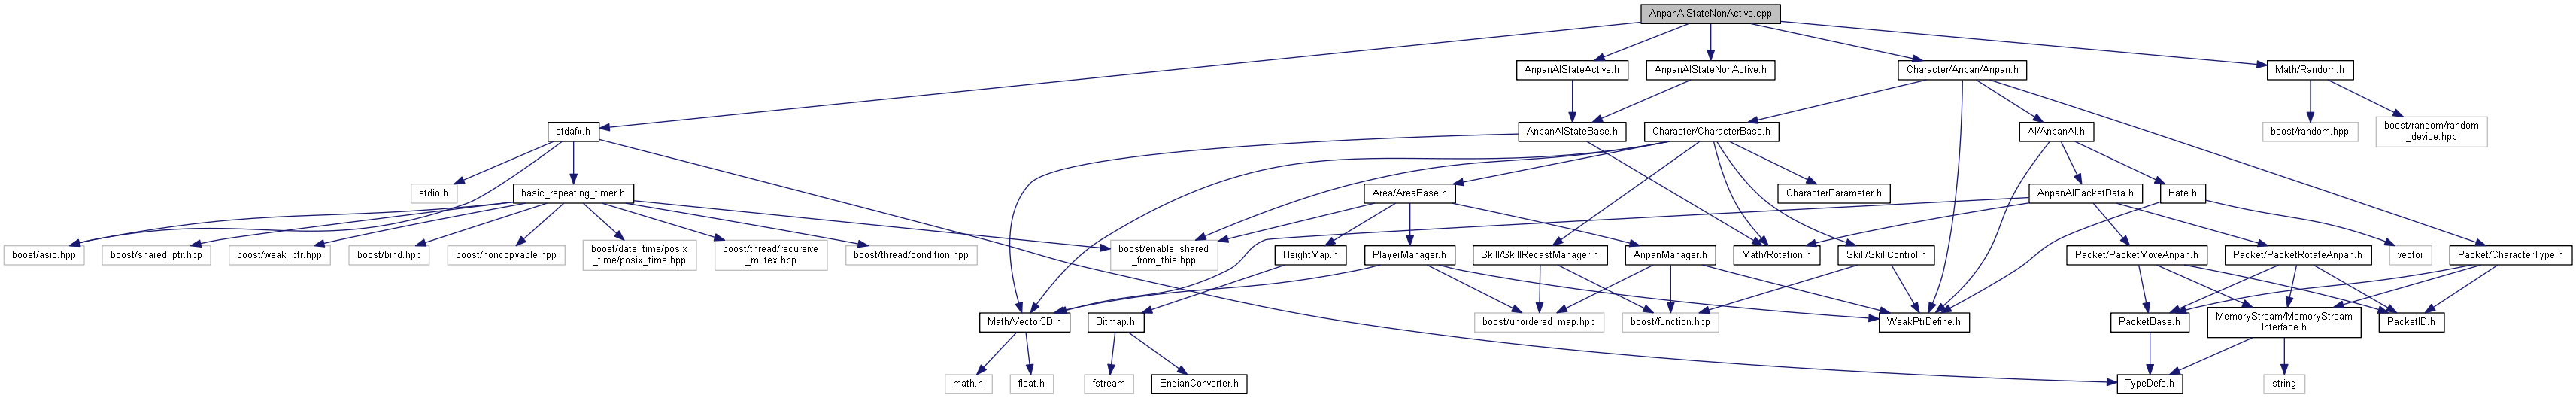 AnpanAIStateNonActive.cpp
AnpanAIStateActive.h
AnpanAIStateNonActive.h
Character/Anpan/Anpan.h
Math/Random.h
stdafx.h
AnpanAIStateBase.h
Character/CharacterBase.h
AI/AnpanAI.h
boost/random.hpp
boost/random/random
_device.hpp
stdio.h
basic_repeating_timer.h
Area/AreaBase.h
CharacterParameter.h
AnpanAIPacketData.h
Hate.h
boost/asio.hpp
boost/shared_ptr.hpp
boost/weak_ptr.hpp
boost/bind.hpp
boost/noncopyable.hpp
boost/date_time/posix
_time/posix_time.hpp
boost/thread/recursive
_mutex.hpp
boost/thread/condition.hpp
boost/enable_shared
_from_this.hpp
HeightMap.h
PlayerManager.h
Skill/SkillRecastManager.h
AnpanManager.h
Math/Rotation.h
Skill/SkillControl.h
Packet/PacketMoveAnpan.h
Packet/PacketRotateAnpan.h
vector
Packet/CharacterType.h
Math/Vector3D.h
Bitmap.h
boost/unordered_map.hpp
boost/function.hpp
WeakPtrDefine.h
PacketBase.h
MemoryStream/MemoryStream
Interface.h
PacketID.h
math.h
float.h
fstream
EndianConverter.h
TypeDefs.h
string